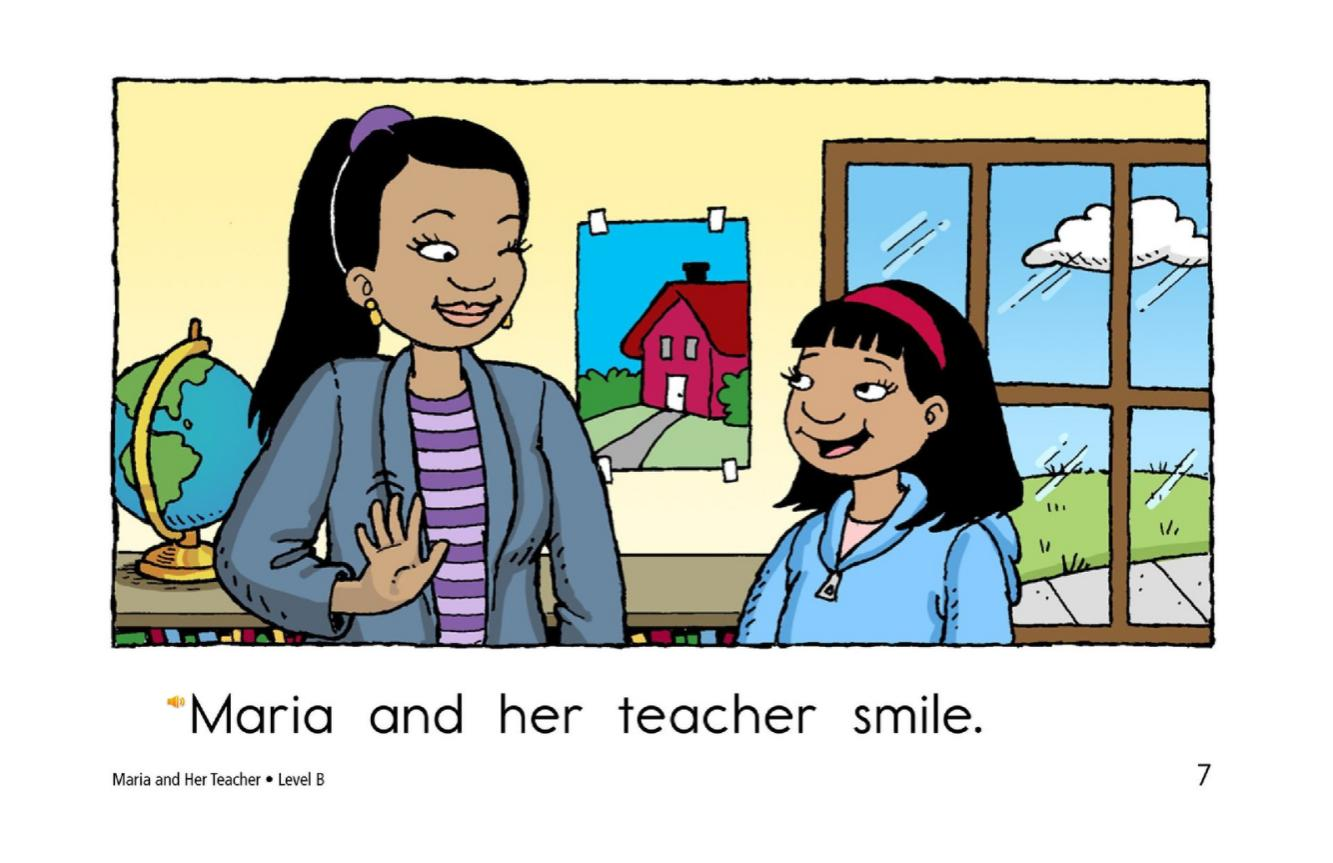 Maria and her teacher smile.
Maria and Her Teacher • Level B
7